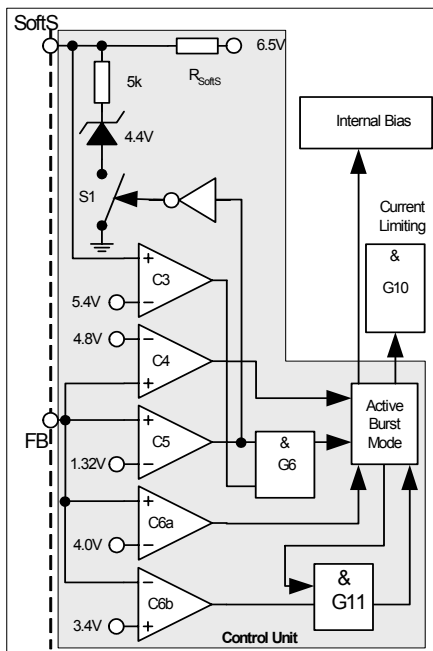 SoftS
6.5V
R SoftS
5k
4.4V
Internal Bias
S1
Current
Limiting
&
G10
+
C3
5.4V
−
4.8V
−
C4
+
Active
Burst
Mode
FB
+
C5
&
G6
1.32V
−
+
C6a
4.0V
−
−
C6b
&
G11
3.4V
+
Control Unit